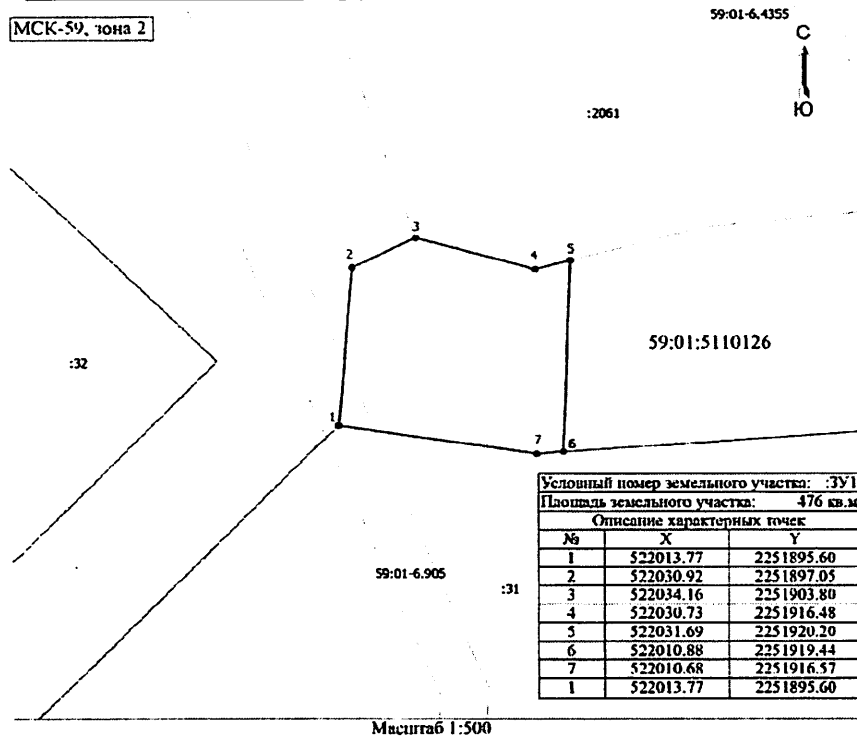 59:01-6.4355
МСК-59, зона 2
С
Ю
:2061
3
2
4
5
59:01:5110126
:32
1
7
6
Условный номер земельного участка: :ЗУ1
Площадь земельного участка: 476 кв.м
Описание характерных точек
№ X Y
1 522013.77 2251895.60
2 522030.92 2251897.05
3 522034.16 2251903.80
4 522030.73 2251916.48
5 522031.69 2251920.20
6 522010.88 2251919.44
7 522010.68 2251916.57
1 522013.77 2251895.60
59:01-6.905
:31
Масштаб 1:500